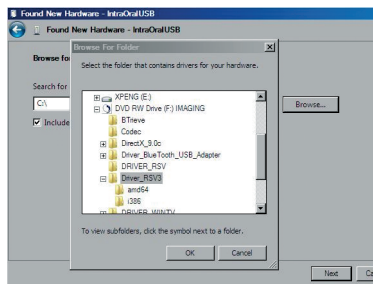 Found New Hardware - IntraOralUSB
Found New Hardware - IntraOralUSB
Browse For Folder
Browse fo
Select the folder that contains drivers for your hardware.
Search for
C:\
Browse...
Include
XPENG (E:)
DVD RW Drive (F:) IMAGING
BTrieve
Codec
DirectX_9.0c
Driver_BlueTooth_USB_Adapter
DRIVER_RSV
Driver_RSV3
amd64
i386
DRIVER_WINTV
To view subfolders, click the symbol next to a folder.
OK
Cancel
Next
Ca